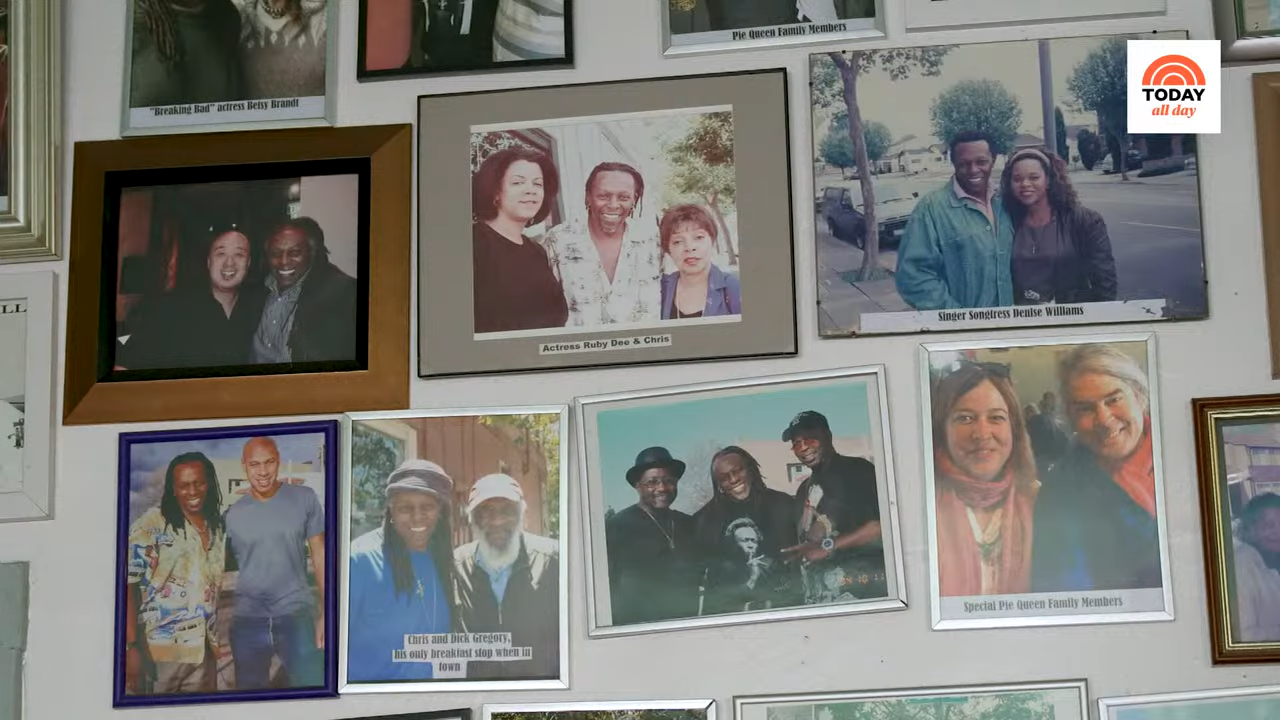 Pie Queen Family Members
"Breaking Bad" actress Betsy Brandt
TODAY
all day
Actress Ruby Dee & Chris
Singer Songtress Denise Williams
LL
Chris and Dick Gregory,
his only breakfast stop when in
town
Special Pie Queen Family Members